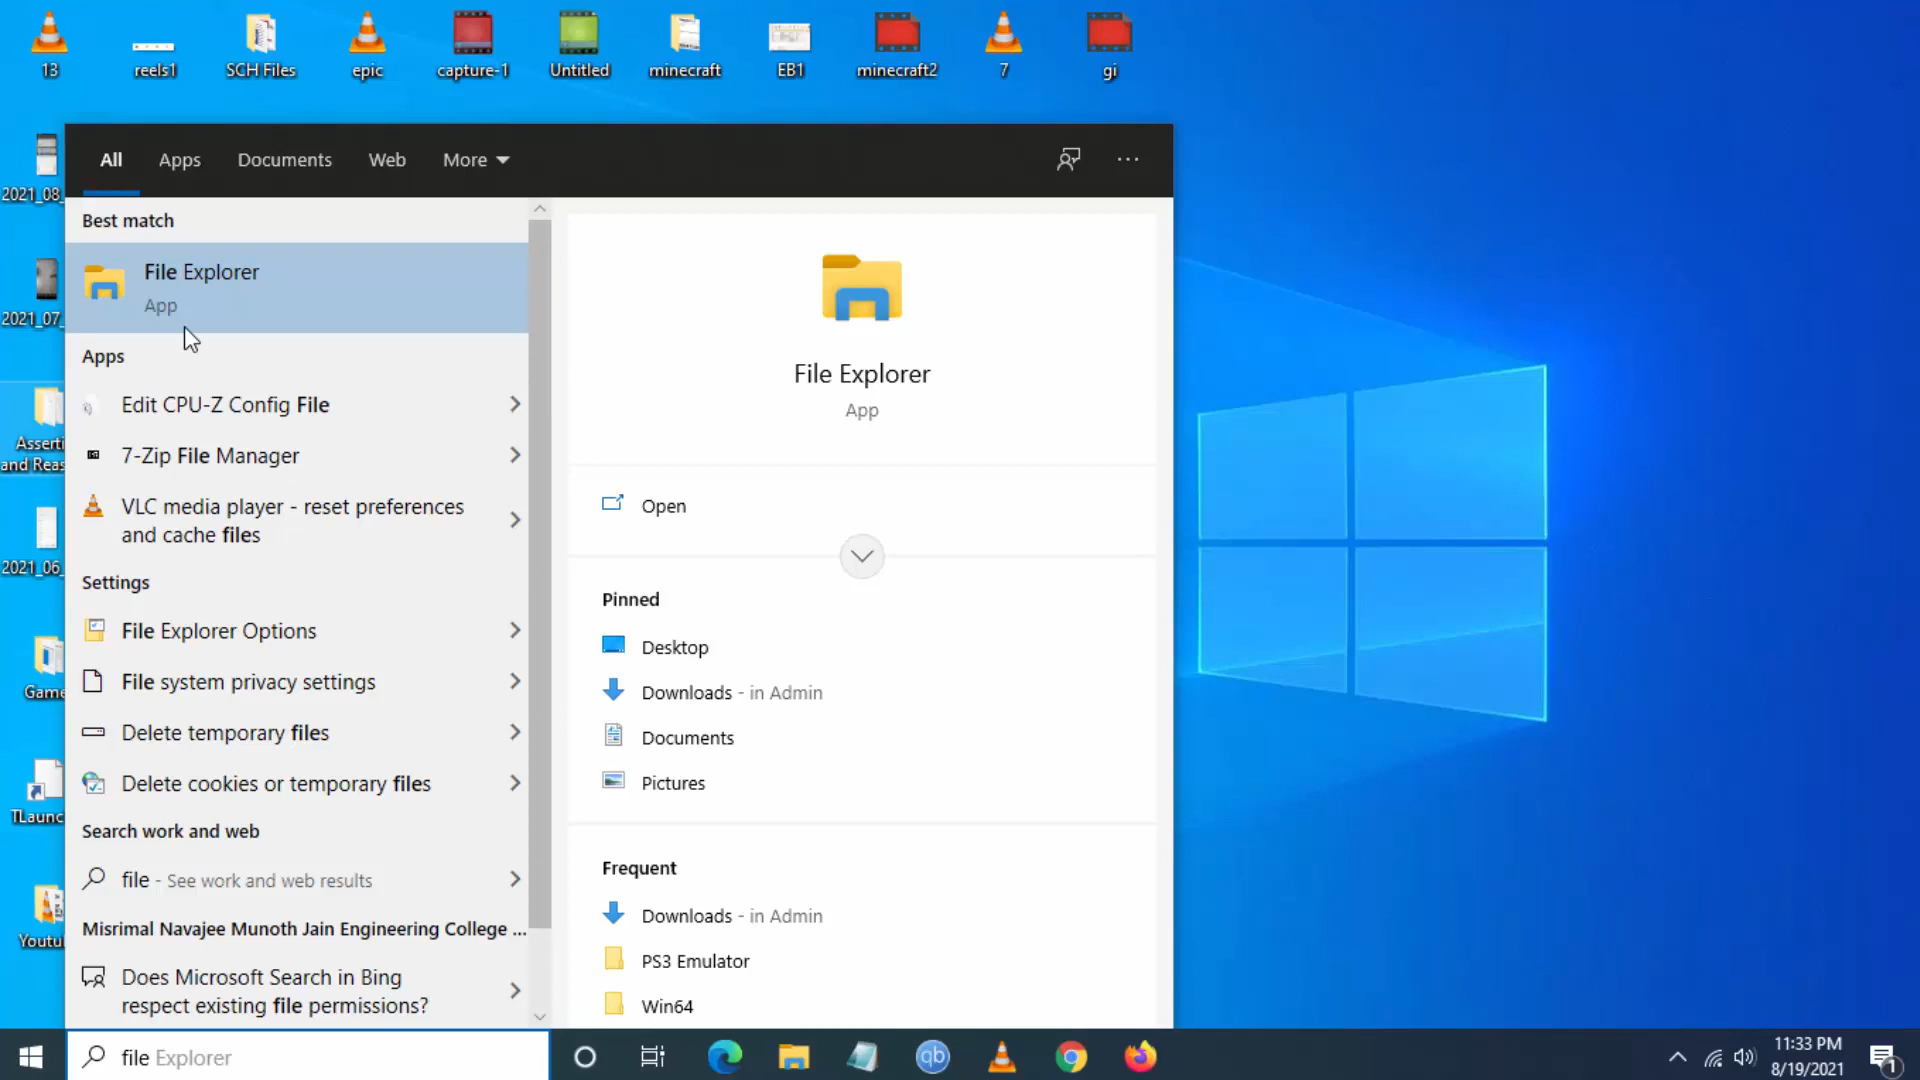 13
reels1
SCH Files
epic
capture-1
Untitled
minecraft
EB1
minecraft2
7
gi
2021_08_
2021_07_
Asserti
and Reas
2021_06_
Game
TLaunc
Youtu
All
Apps
Documents
Web
More
Best match
File Explorer
App
Apps
Edit CPU-Z Config File
7-Zip File Manager
VLC media player - reset preferences
and cache files
Settings
File Explorer Options
File system privacy settings
Delete temporary files
Delete cookies or temporary files
Search work and web
file - See work and web results
Misrimal Navajee Munoth Jain Engineering College ...
Does Microsoft Search in Bing
respect existing file permissions?
File Explorer
App
Open
Pinned
Desktop
Downloads - in Admin
Documents
Pictures
Frequent
Downloads - in Admin
PS3 Emulator
Win64
file Explorer
qb
11:33 PM
8/19/2021
1